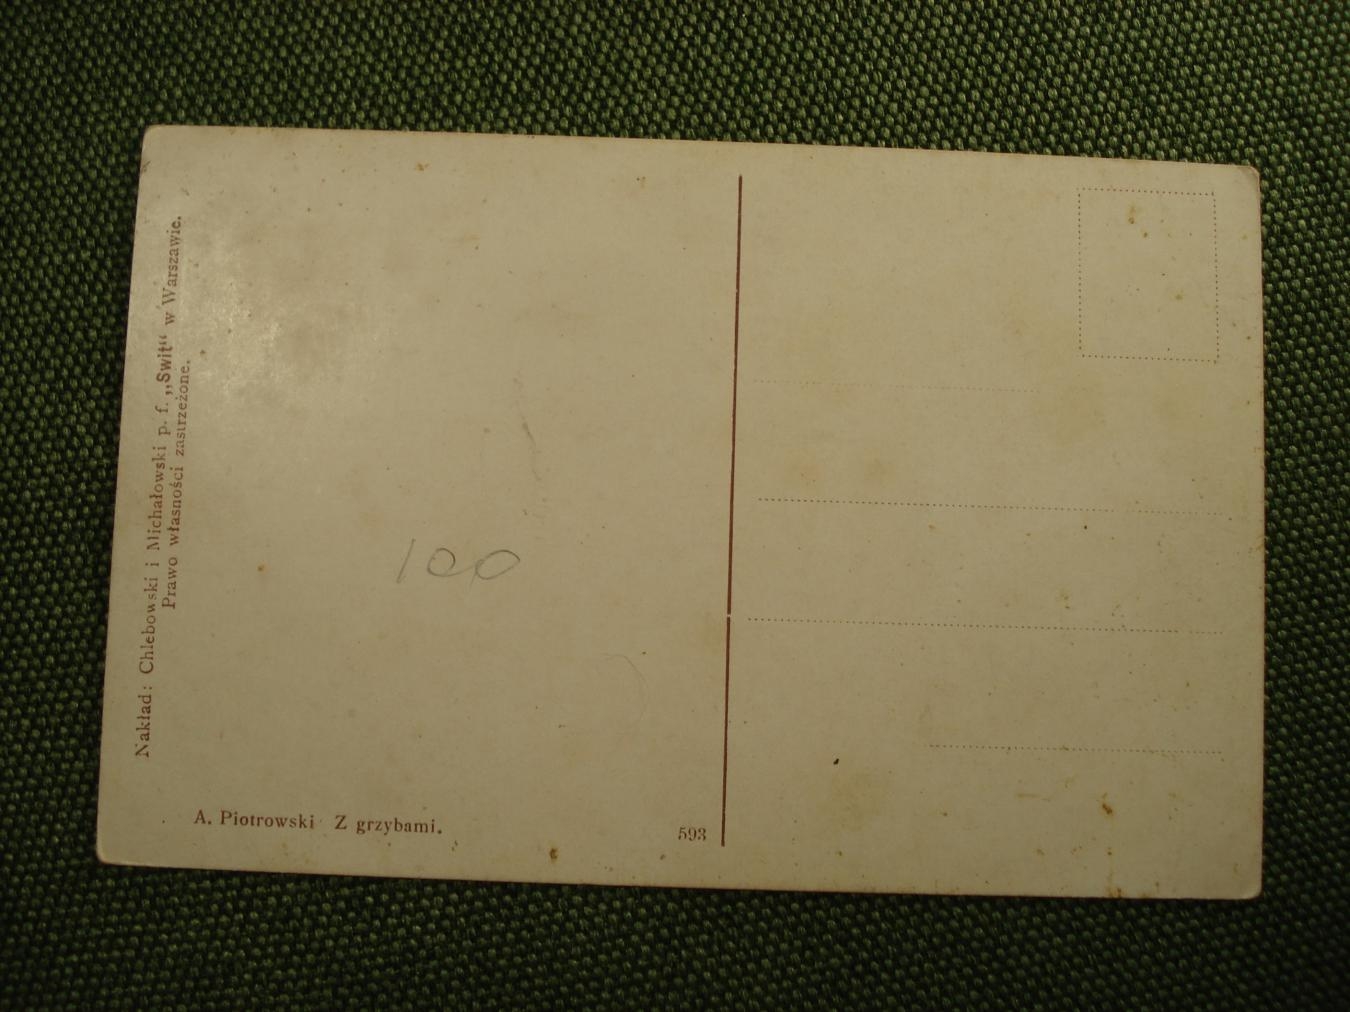 Nakład: Chlebowski i Michałowski p. f. „Świt“ w Warszawie.
Prawo własności zastrzeżone.
100
A. Piotrowski Z grzybami.
593